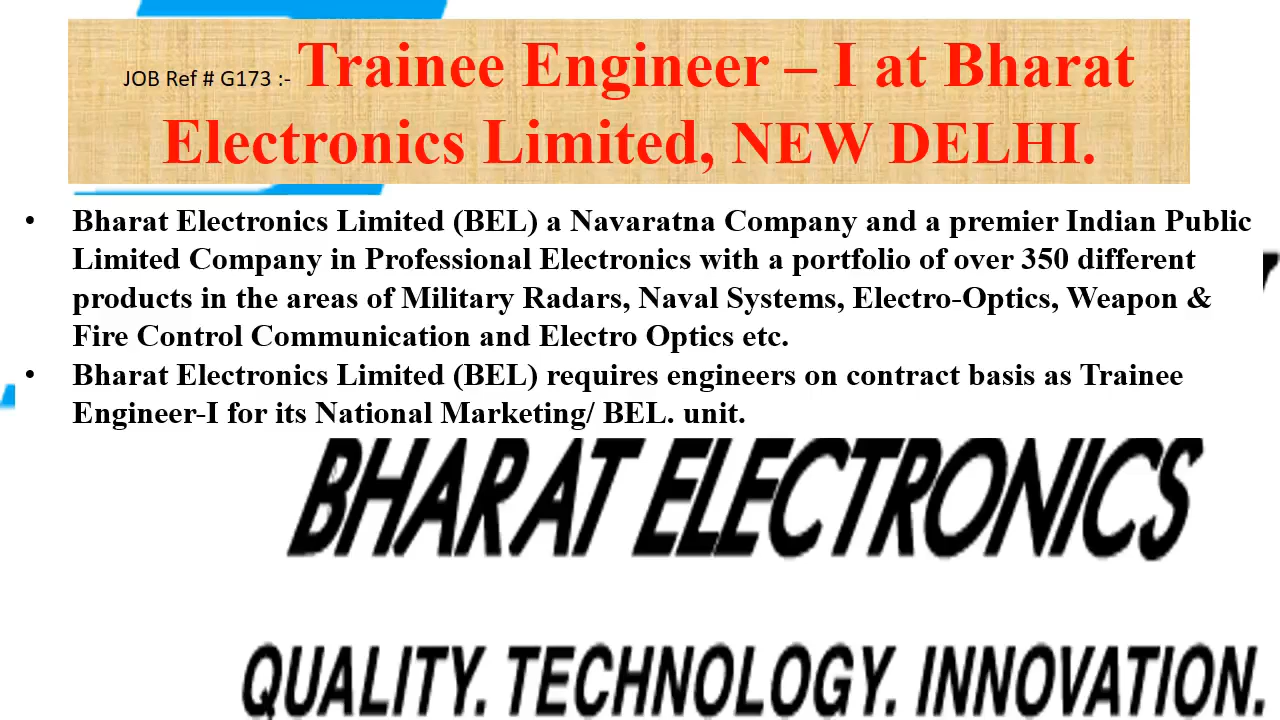 JOB Ref # G173 :- Trainee Engineer – I at Bharat
Electronics Limited, NEW DELHI.
• Bharat Electronics Limited (BEL) a Navaratna Company and a premier Indian Public
Limited Company in Professional Electronics with a portfolio of over 350 different
products in the areas of Military Radars, Naval Systems, Electro-Optics, Weapon &
Fire Control Communication and Electro Optics etc.
• Bharat Electronics Limited (BEL) requires engineers on contract basis as Trainee
Engineer-I for its National Marketing/ BEL. unit.
BHARAT ELECTRONICS
QUALITY. TECHNOLOGY. INNOVATION.